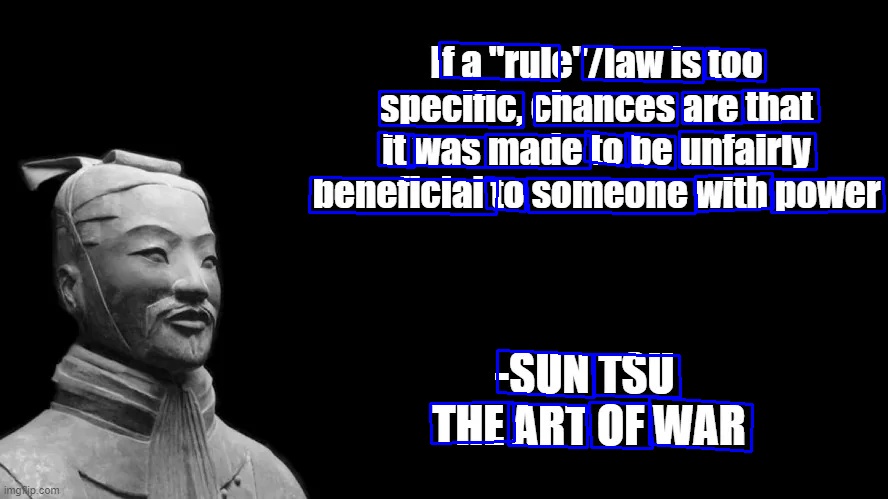 If a "rule"/law is too
specific, chances are that
it was made to be unfairly
beneficial to someone with power
-SUN TSU
THE ART OF WAR
imgflip.com